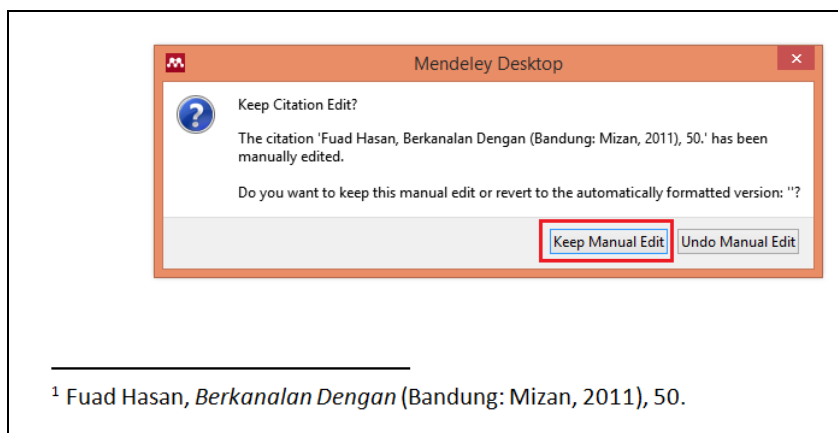 Mendeley Desktop
Keep Citation Edit?
The citation 'Fuad Hasan, Berkanalan Dengan (Bandung: Mizan, 2011), 50.' has been
manually edited.
Do you want to keep this manual edit or revert to the automatically formatted version: ''?
Keep Manual Edit Undo Manual Edit
1 Fuad Hasan, Berkanalan Dengan (Bandung: Mizan, 2011), 50.